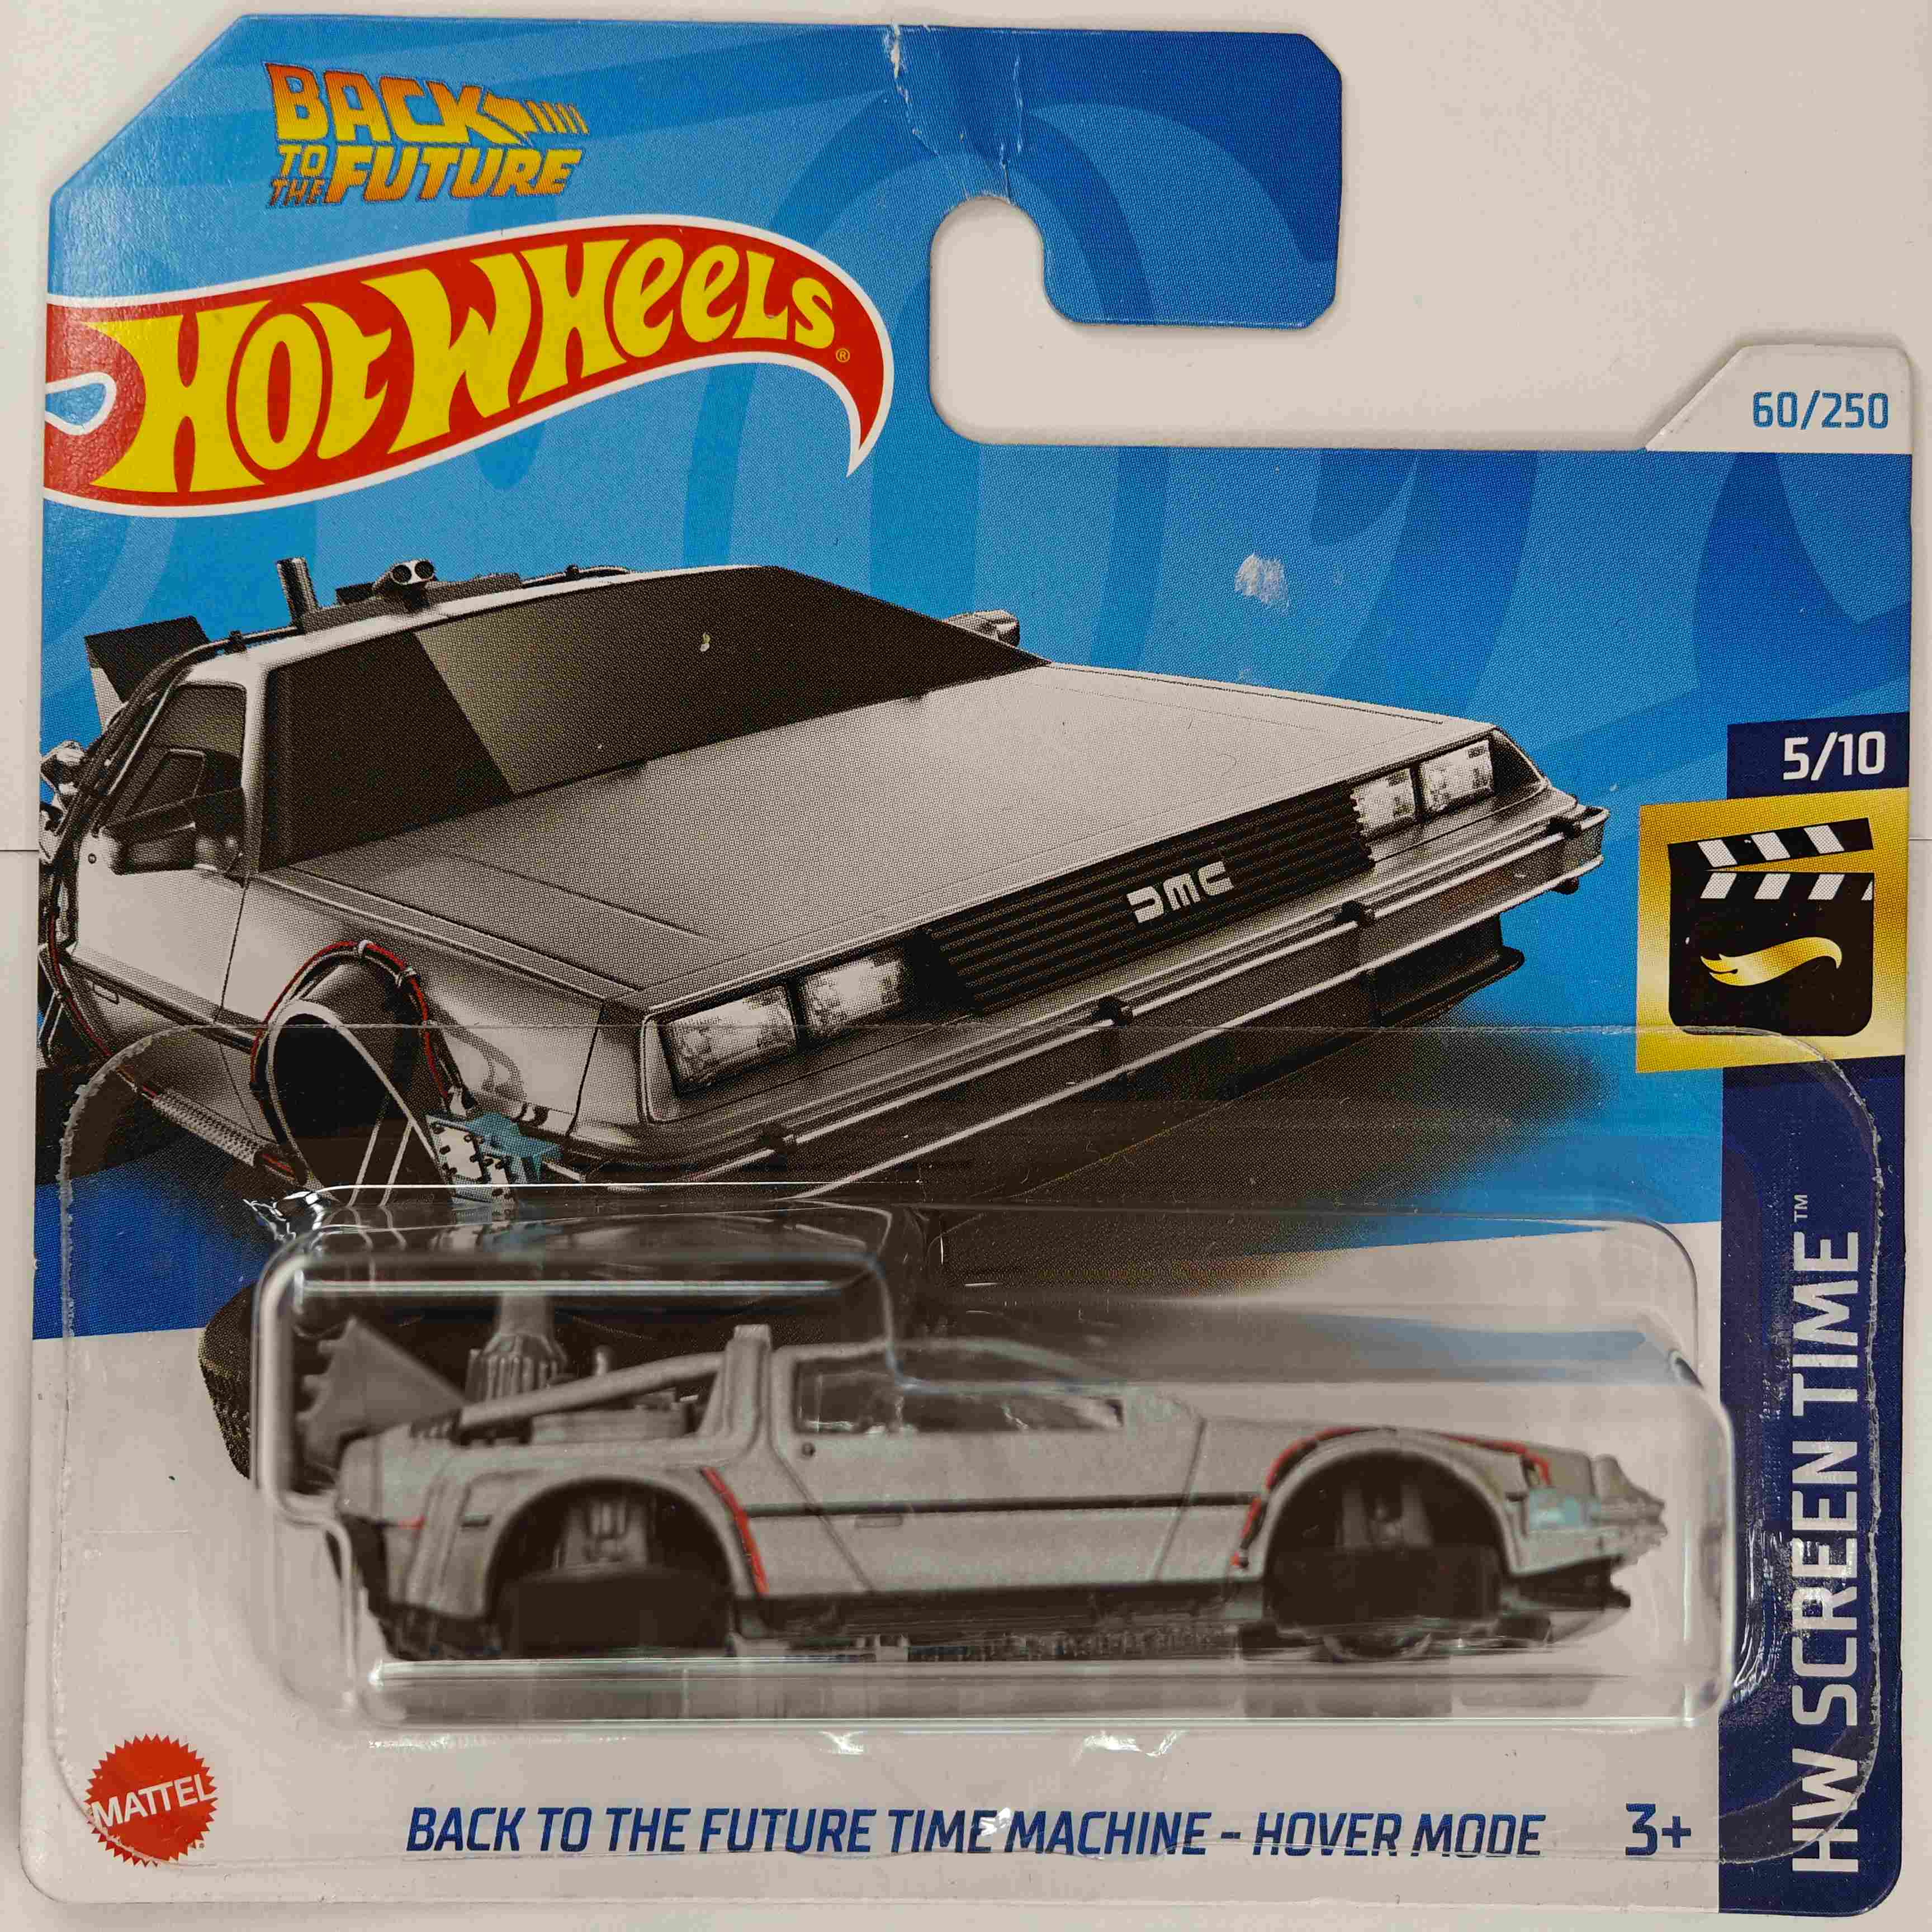 BACK
TO
THE FUTURE
HOT WHEELS®
60/250
5/10
DMC
HW SCREEN TIME™
MATTEL
BACK TO THE FUTURE TIME MACHINE - HOVER MODE
3+